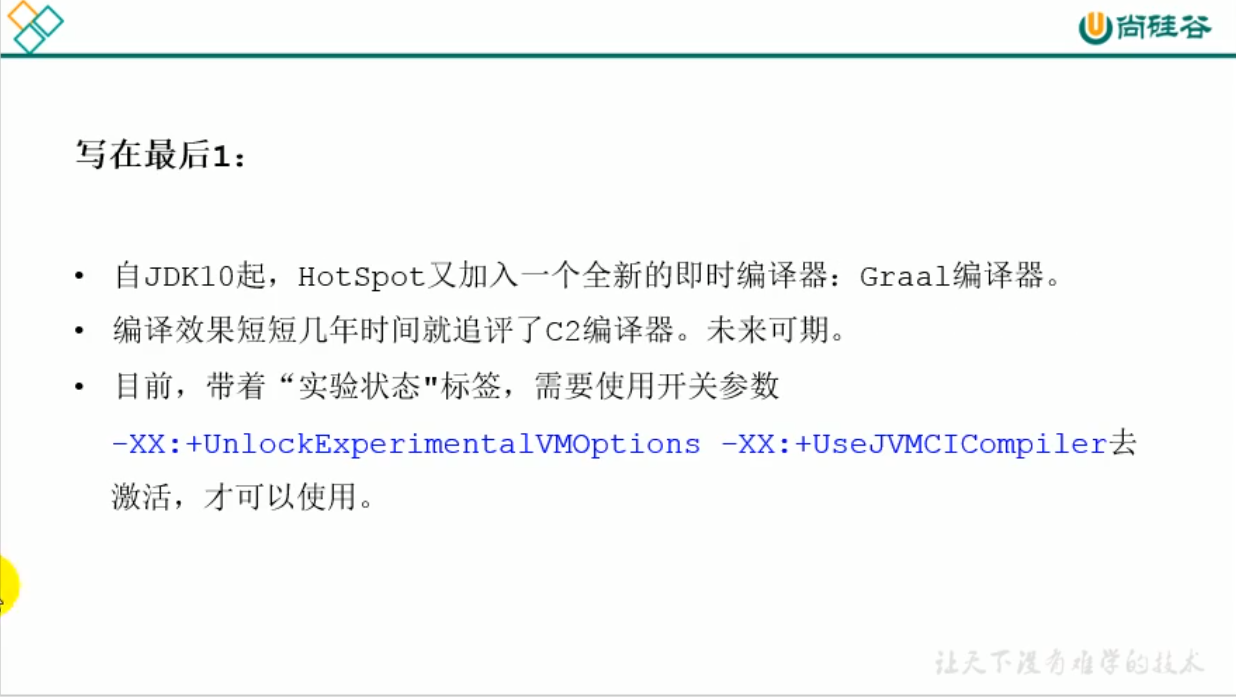 尚硅谷
写在最后1：
• 自JDK10起，HotSpot又加入一个全新的即时编译器：Graal编译器。
• 编译效果短短几年时间就追评了C2编译器。未来可期。
• 目前，带着“实验状态"标签，需要使用开关参数
-XX:+UnlockExperimentalVMOptions -XX:+UseJVMCICompiler去
激活，才可以使用。
让天下没有难学的技术